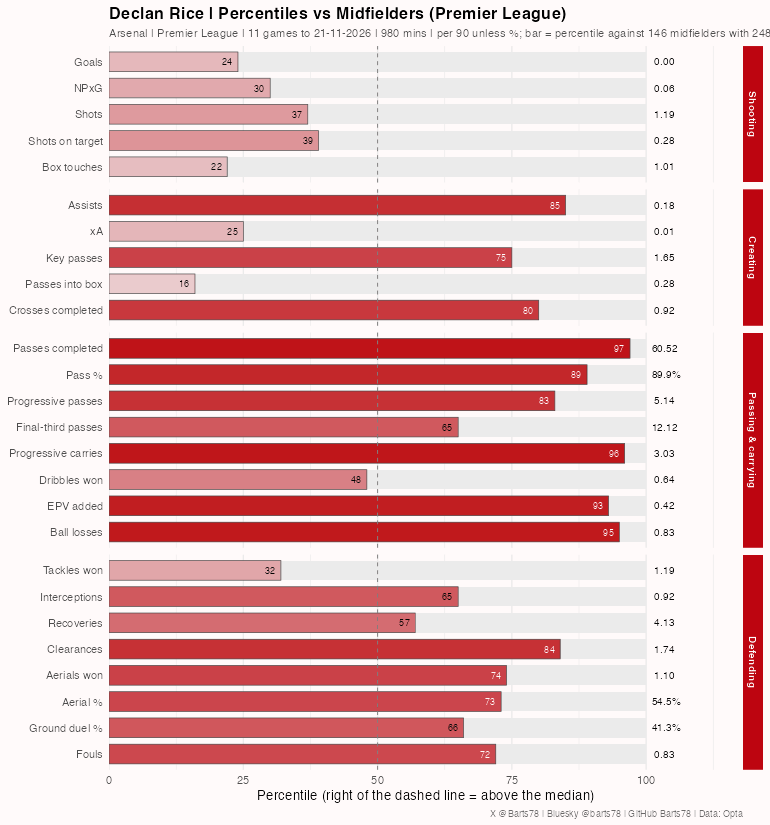 Declan Rice | Percentiles vs Midfielders (Premier League)
Arsenal | Premier League | 11 games to 21-11-2026 | 980 mins | per 90 unless %; bar = percentile against 146 midfielders with 248
Shooting
Goals 24 0.00
NPxG 30 0.06
Shots 37 1.19
Shots on target 39 0.28
Box touches 22 1.01
Creating
Assists 85 0.18
xA 25 0.01
Key passes 75 1.65
Passes into box 16 0.28
Crosses completed 80 0.92
Passing & carrying
Passes completed 97 60.52
Pass % 89 89.9%
Progressive passes 83 5.14
Final-third passes 65 12.12
Progressive carries 96 3.03
Dribbles won 48 0.64
EPV added 93 0.42
Ball losses 95 0.83
Defending
Tackles won 32 1.19
Interceptions 65 0.92
Recoveries 57 4.13
Clearances 84 1.74
Aerials won 74 1.10
Aerial % 73 54.5%
Ground duel % 66 41.3%
Fouls 72 0.83
0 25 50 75 100
Percentile (right of the dashed line = above the median)
X @Barts78 | Bluesky @barts78 | GitHub Barts78 | Data: Opta